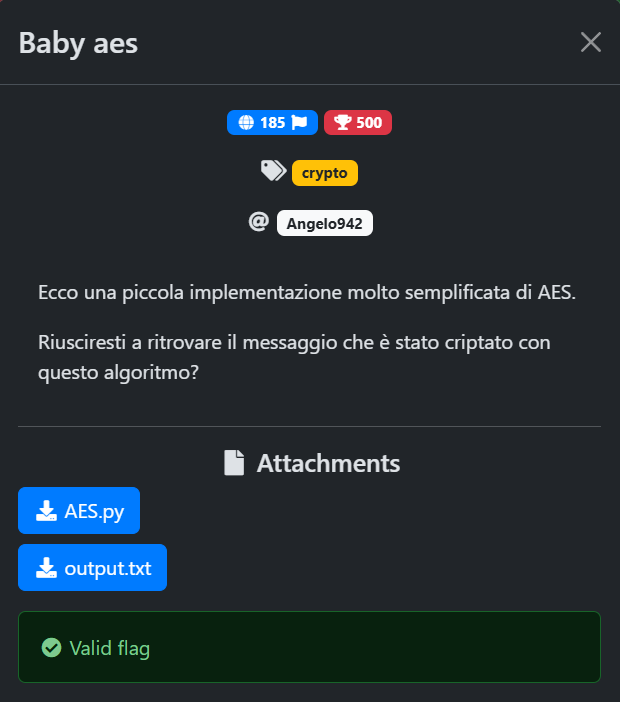 Baby aes
185 500
crypto
@ Angelo942
Ecco una piccola implementazione molto semplificata di AES.
Riusciresti a ritrovare il messaggio che è stato criptato con
questo algoritmo?
Attachments
AES.py
output.txt
Valid flag